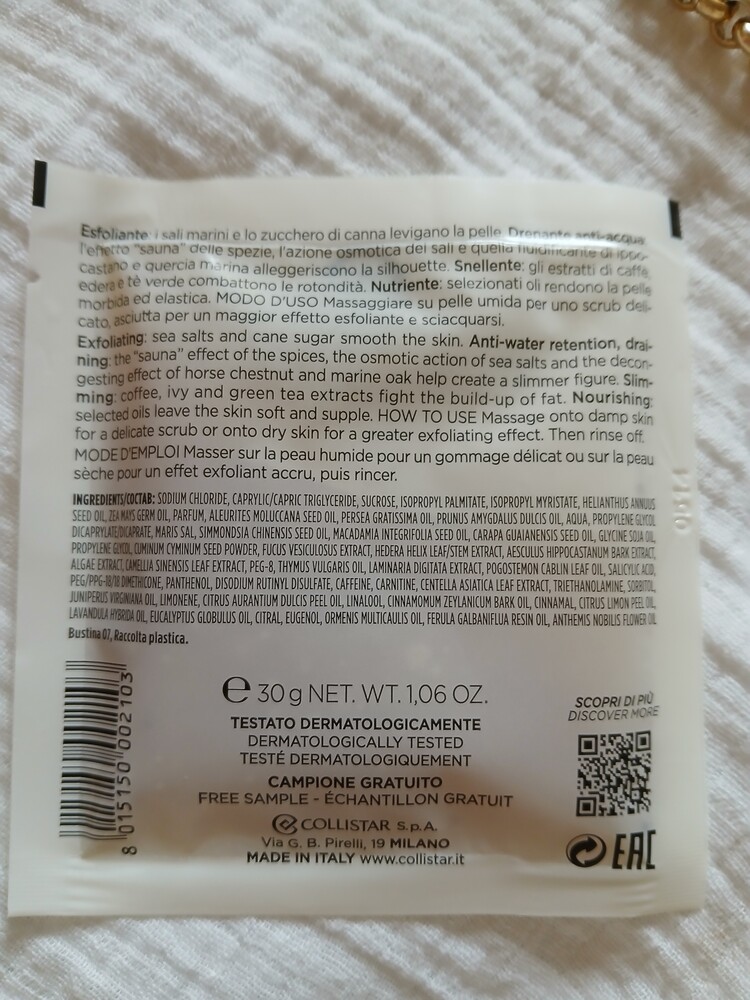 Esfoliante: i sali marini e lo zucchero di canna levigano la pelle. Drenante anti-acqua:
l'effetto "sauna" delle spezie, l'azione osmotica dei sali e quella fluidificante di ippo-
castano e quercia marina alleggeriscono la silhouette. Snellente: gli estratti di caffè,
edera e tè verde combattono le rotondità. Nutriente: selezionati oli rendono la pelle
morbida ed elastica. MODO D'USO Massaggiare su pelle umida per uno scrub deli-
cato, asciutta per un maggior effetto esfoliante e sciacquarsi.
Exfoliating: sea salts and cane sugar smooth the skin. Anti-water retention, drai-
ning: the "sauna" effect of the spices, the osmotic action of sea salts and the decon-
gesting effect of horse chestnut and marine oak help create a slimmer figure. Slim-
ming: coffee, ivy and green tea extracts fight the build-up of fat. Nourishing:
selected oils leave the skin soft and supple. HOW TO USE Massage onto damp skin
for a delicate scrub or onto dry skin for a greater exfoliating effect. Then rinse off.
MODE D'EMPLOI Masser sur la peau humide pour un gommage délicat ou sur la peau
sèche pour un effet exfoliant accru, puis rincer.
INGREDIENTS/COCTAB: SODIUM CHLORIDE, CAPRYLIC/CAPRIC TRIGLYCERIDE, SUCROSE, ISOPROPYL PALMITATE, ISOPROPYL MYRISTATE, HELIANTHUS ANNUUS
SEED OIL, ZEA MAYS GERM OIL, PARFUM, ALEURITES MOLUCCANA SEED OIL, PERSEA GRATISSIMA OIL, PRUNUS AMYGDALUS DULCIS OIL, AQUA, PROPYLENE GLYCOL
DICAPRYLATE/DICAPRATE, MARIS SAL, SIMMONDSIA CHINENSIS SEED OIL, MACADAMIA INTEGRIFOLIA SEED OIL, CARAPA GUAIANENSIS SEED OIL, GLYCINE SOJA OIL,
PROPYLENE GLYCOL, CUMINUM CYMINUM SEED POWDER, FUCUS VESICULOSUS EXTRACT, HEDERA HELIX LEAF/STEM EXTRACT, AESCULUS HIPPOCASTANUM BARK EXTRACT,
ALGAE EXTRACT, CAMELLIA SINENSIS LEAF EXTRACT, PEG-8, THYMUS VULGARIS OIL, LAMINARIA DIGITATA EXTRACT, POGOSTEMON CABLIN LEAF OIL, SALICYLIC ACID,
PEG/PPG-18/18 DIMETHICONE, PANTHENOL, DISODIUM RUTINYL DISULFATE, CAFFEINE, CARNITINE, CENTELLA ASIATICA LEAF EXTRACT, TRIETHANOLAMINE, SORBITOL,
JUNIPERUS VIRGINIANA OIL, LIMONENE, CITRUS AURANTIUM DULCIS PEEL OIL, LINALOOL, CINNAMOMUM ZEYLANICUM BARK OIL, CINNAMAL, CITRUS LIMON PEEL OIL,
LAVANDULA HYBRIDA OIL, EUCALYPTUS GLOBULUS OIL, CITRAL, EUGENOL, ORMENIS MULTICAULIS OIL, FERULA GALBANIFLUA RESIN OIL, ANTHEMIS NOBILIS FLOWER OIL
Bustina 07, Raccolta plastica.
8 015150 002103
℮ 30 g NET. WT. 1,06 OZ.
TESTATO DERMATOLOGICAMENTE
DERMATOLOGICALLY TESTED
TESTÉ DERMATOLOGIQUEMENT
CAMPIONE GRATUITO
FREE SAMPLE - ÉCHANTILLON GRATUIT
COLLISTAR S.p.A.
Via G. B. Pirelli, 19 MILANO
MADE IN ITALY www.collistar.it
SCOPRI DI PIÙ
DISCOVER MORE
EAC